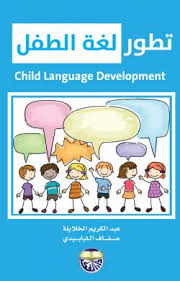 تطور لغة الطفل
Child Language Development
عبد الكريم الخلايلة
عفاف اللبابيدي